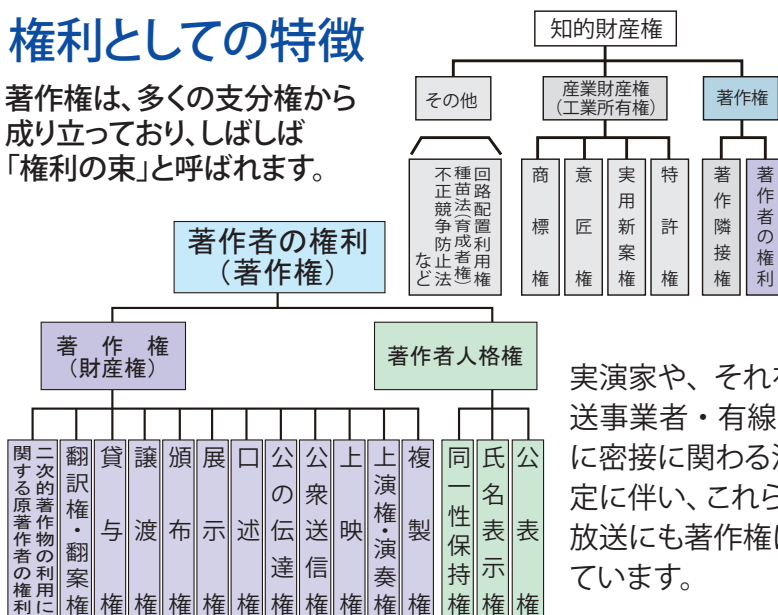 権利としての特徴
著作権は、多くの支分権から
成り立っており、しばしば
「権利の束」と呼ばれます。
知的財産権
その他
産業財産権
（工業所有権）
著作権
回路配置利用権
種苗法（育成者権）
不正競争防止法
など
特許権
実用新案権
意匠権
商標権
著作者の権利
著作隣接権
著作者の権利
（著作権）
著作権
（財産権）
著作者人格権
公表権
氏名表示権
同一性保持権
複製権
上演権・演奏権
上映権
公衆送信権
公の伝達権
口述権
展示権
頒布権
譲渡権
貸与権
翻訳権・翻案権
二次的著作物の利用に
関する原著作者の権利
実演家や、それを
送事業者・有線
に密接に関わる
定に伴い、これら
放送にも著作権
ています。